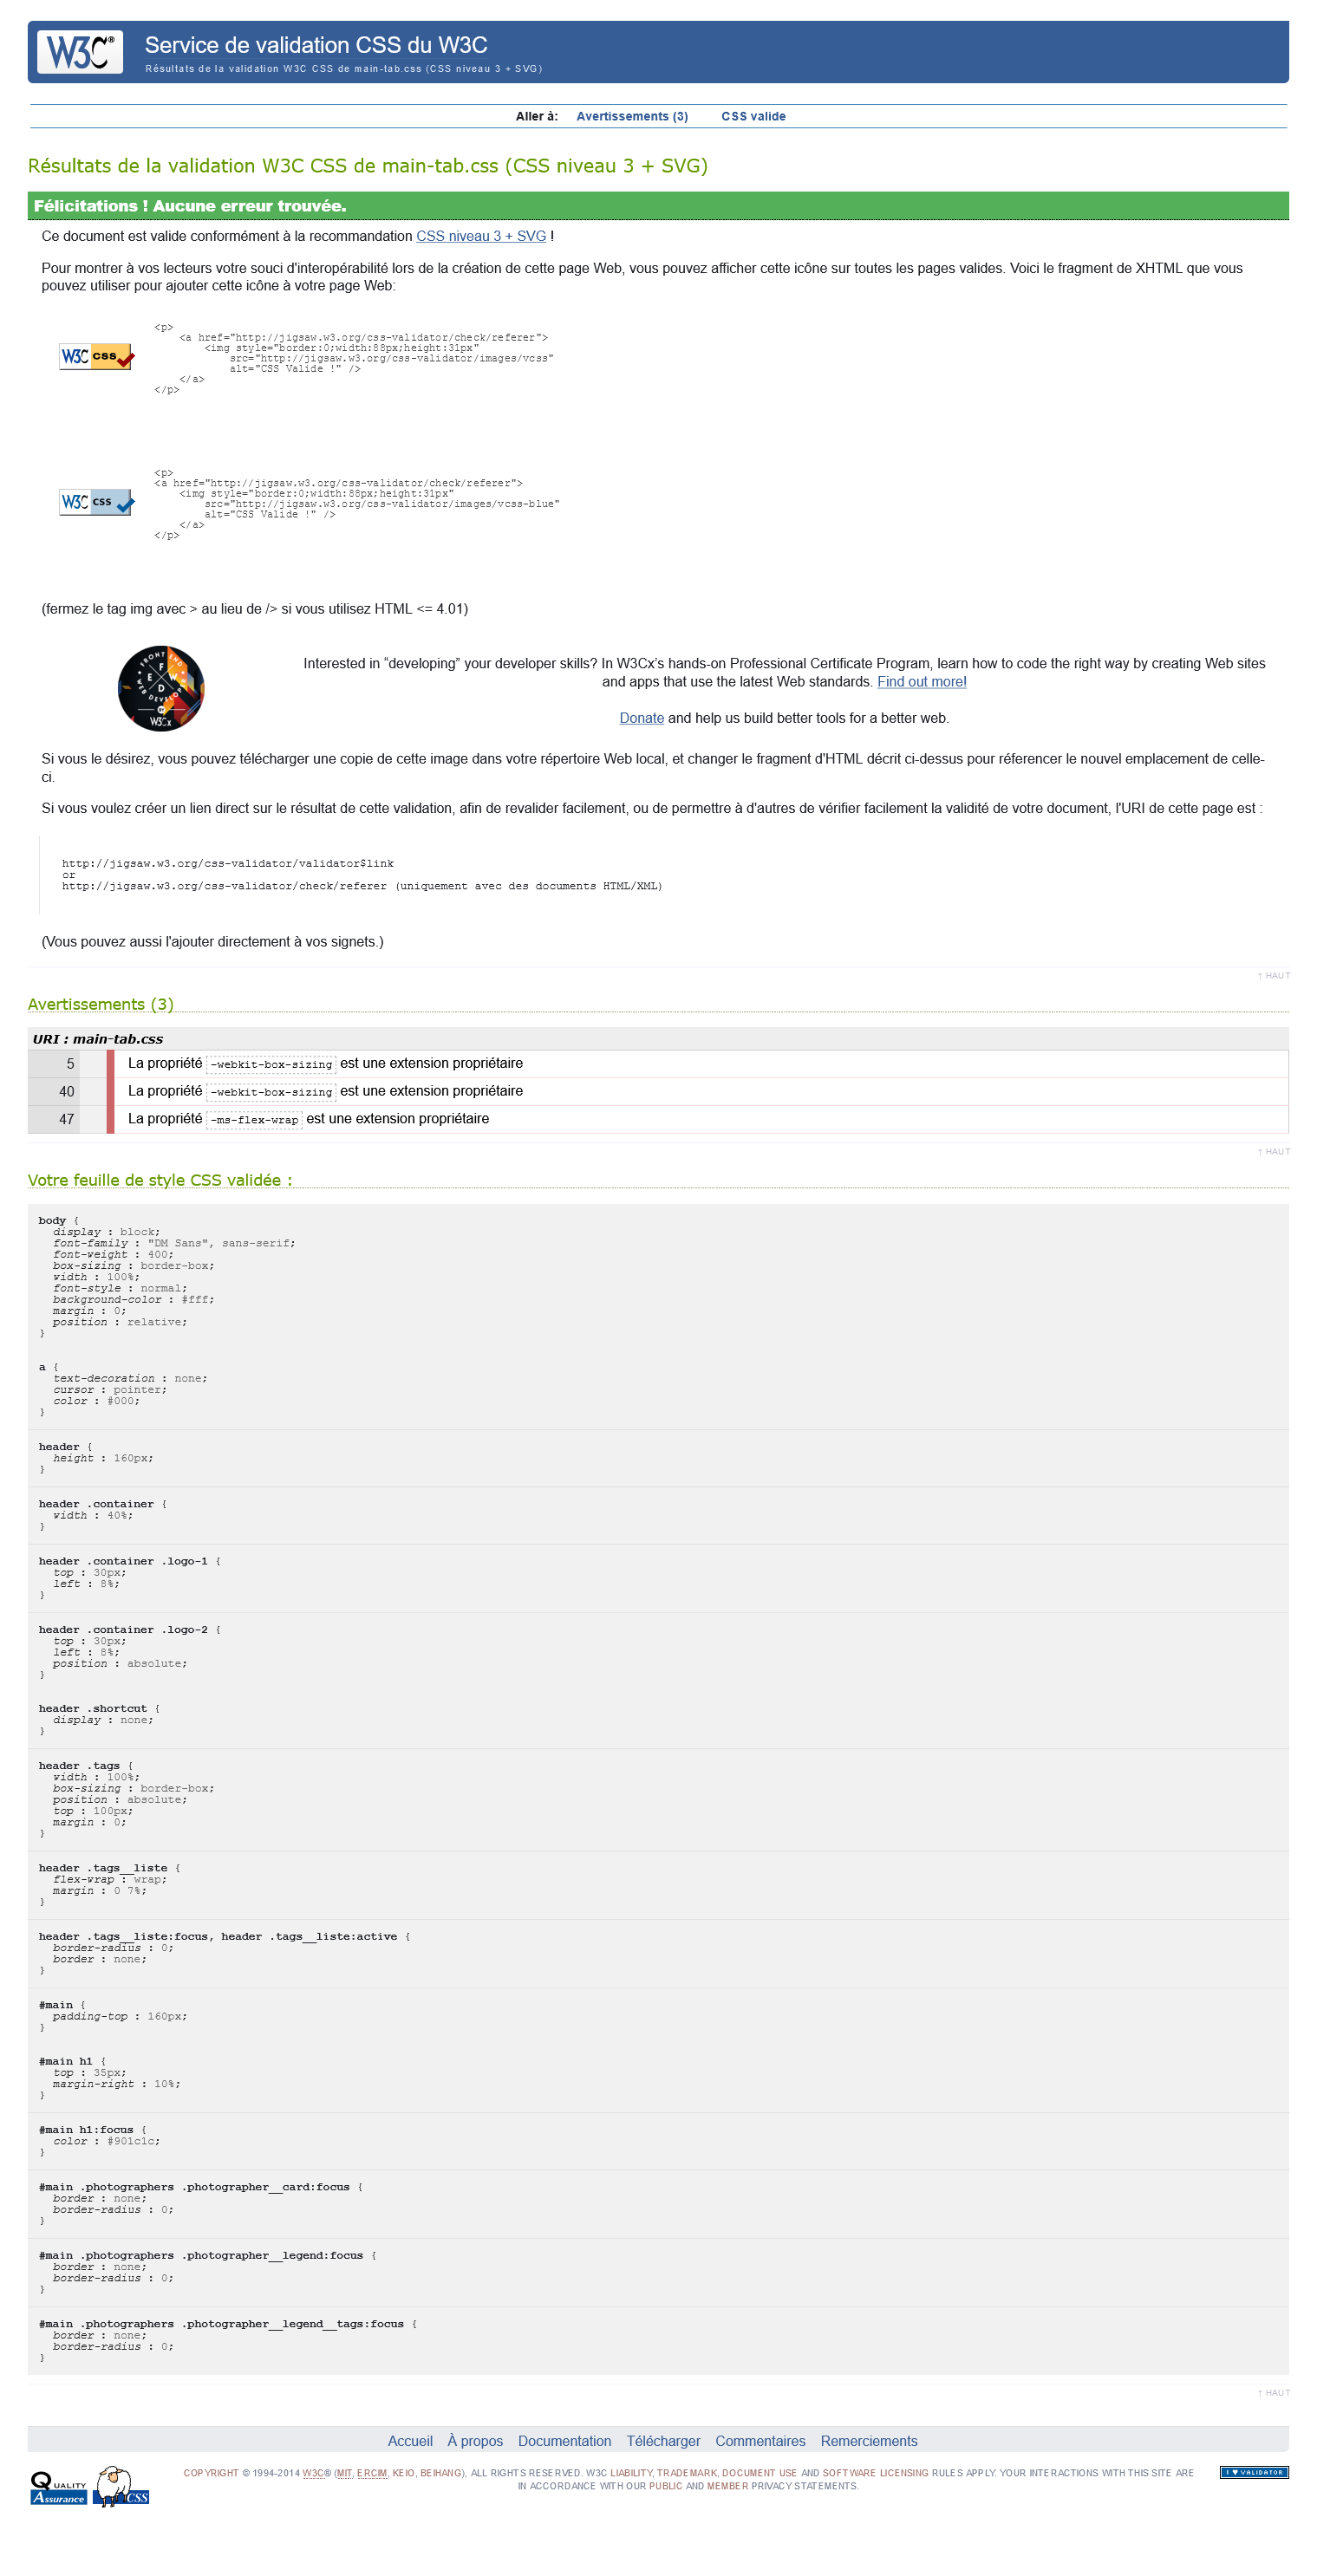 W3C®
Service de validation CSS du W3C
Résultats de la validation W3C CSS de main-tab.css (CSS niveau 3 + SVG)
Aller à: Avertissements (3) CSS valide
Résultats de la validation W3C CSS de main-tab.css (CSS niveau 3 + SVG)
Félicitations ! Aucune erreur trouvée.
Ce document est valide conformément à la recommandation CSS niveau 3 + SVG !
Pour montrer à vos lecteurs votre souci d'interopérabilité lors de la création de cette page Web, vous pouvez afficher cette icône sur toutes les pages valides. Voici le fragment de XHTML que vous
pouvez utiliser pour ajouter cette icône à votre page Web:
W3C css
<p>
<a href="http://jigsaw.w3.org/css-validator/check/referer">
<img style="border:0;width:88px;height:31px"
src="http://jigsaw.w3.org/css-validator/images/vcss"
alt="CSS Valide !" />
</a>
</p>
W3C css
<p>
<a href="http://jigsaw.w3.org/css-validator/check/referer">
<img style="border:0;width:88px;height:31px"
src="http://jigsaw.w3.org/css-validator/images/vcss-blue"
alt="CSS Valide !" />
</a>
</p>
(fermez le tag img avec > au lieu de /> si vous utilisez HTML <= 4.01)
FRONT END
F
E D
W
WEB DEVELOP
W3Cx
Interested in “developing” your developer skills? In W3Cx’s hands-on Professional Certificate Program, learn how to code the right way by creating Web sites
and apps that use the latest Web standards. Find out more!
Donate and help us build better tools for a better web.
Si vous le désirez, vous pouvez télécharger une copie de cette image dans votre répertoire Web local, et changer le fragment d'HTML décrit ci-dessus pour réferencer le nouvel emplacement de celle-
ci.
Si vous voulez créer un lien direct sur le résultat de cette validation, afin de revalider facilement, ou de permettre à d'autres de vérifier facilement la validité de votre document, l'URI de cette page est :
http://jigsaw.w3.org/css-validator/validator$link
or
http://jigsaw.w3.org/css-validator/check/referer (uniquement avec des documents HTML/XML)
(Vous pouvez aussi l'ajouter directement à vos signets.)
↑ HAUT
Avertissements (3)
URI : main-tab.css
5 La propriété -webkit-box-sizing est une extension propriétaire
40 La propriété -webkit-box-sizing est une extension propriétaire
47 La propriété -ms-flex-wrap est une extension propriétaire
↑ HAUT
Votre feuille de style CSS validée :
body {
display : block;
font-family : "DM Sans", sans-serif;
font-weight : 400;
box-sizing : border-box;
width : 100%;
font-style : normal;
background-color : #fff;
margin : 0;
position : relative;
}
a {
text-decoration : none;
cursor : pointer;
color : #000;
}
header {
height : 160px;
}
header .container {
width : 40%;
}
header .container .logo-1 {
top : 30px;
left : 8%;
}
header .container .logo-2 {
top : 30px;
left : 8%;
position : absolute;
}
header .shortcut {
display : none;
}
header .tags {
width : 100%;
box-sizing : border-box;
position : absolute;
top : 100px;
margin : 0;
}
header .tags__liste {
flex-wrap : wrap;
margin : 0 7%;
}
header .tags__liste:focus, header .tags__liste:active {
border-radius : 0;
border : none;
}
#main {
padding-top : 160px;
}
#main h1 {
top : 35px;
margin-right : 10%;
}
#main h1:focus {
color : #901c1c;
}
#main .photographers .photographer__card:focus {
border : none;
border-radius : 0;
}
#main .photographers .photographer__legend:focus {
border : none;
border-radius : 0;
}
#main .photographers .photographer__legend__tags:focus {
border : none;
border-radius : 0;
}
↑ HAUT
Accueil À propos Documentation Télécharger Commentaires Remerciements
QUALITY
Assurance
CSS
COPYRIGHT © 1994-2014 W3C® (MIT, ERCIM, KEIO, BEIHANG), ALL RIGHTS RESERVED. W3C LIABILITY, TRADEMARK, DOCUMENT USE AND SOFTWARE LICENSING RULES APPLY. YOUR INTERACTIONS WITH THIS SITE ARE
IN ACCORDANCE WITH OUR PUBLIC AND MEMBER PRIVACY STATEMENTS.
I ♥ VALIDATOR